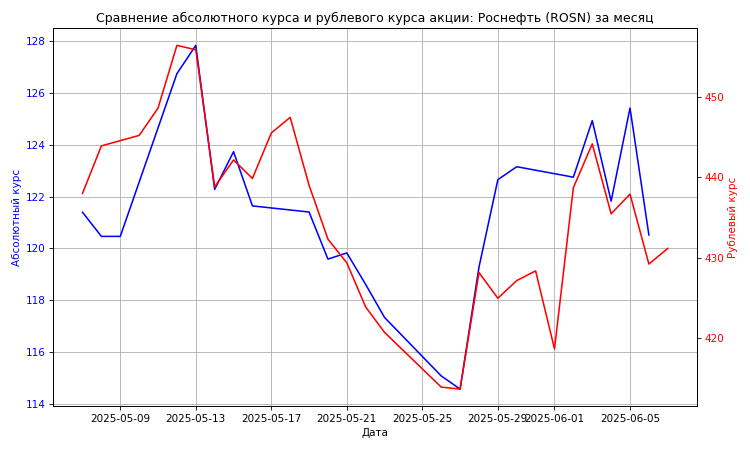 Сравнение абсолютного курса и рублевого курса акции: Роснефть (ROSN) за месяц
128
126
124
122
120
118
116
114
Абсолютный курс
450
440
430
420
Рублевый курс
2025-05-09 2025-05-13 2025-05-17 2025-05-21 2025-05-25 2025-05-29 2025-06-01 2025-06-05
Дата